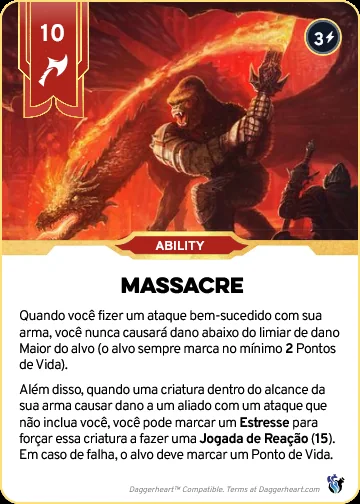 10
3
ABILITY
MASSACRE
Quando você fizer um ataque bem-sucedido com sua
arma, você nunca causará dano abaixo do limiar de dano
Maior do alvo (o alvo sempre marca no mínimo 2 Pontos
de Vida).
Além disso, quando uma criatura dentro do alcance da
sua arma causar dano a um aliado com um ataque que
não inclua você, você pode marcar um Estresse para
forçar essa criatura a fazer uma Jogada de Reação (15).
Em caso de falha, o alvo deve marcar um Ponto de Vida.
Daggerheart™ Compatible. Terms at Daggerheart.com